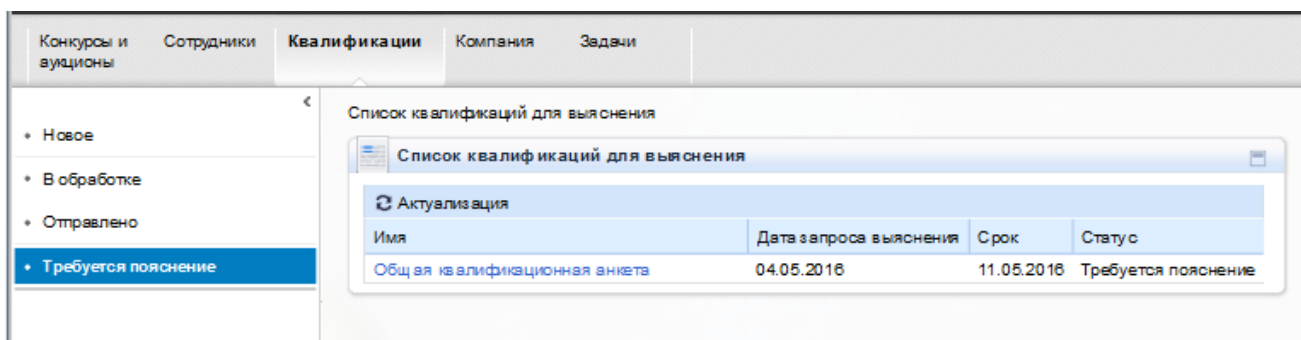 Конкурсы и аукционы
Сотрудники
Квалификации
Компания
Задачи
Новое
В обработке
Отправлено
Требуется пояснение
Список квалификаций для выяснения
Список квалификаций для выяснения
Актуализация
Имя Дата запроса выяснения Срок Статус
Общая квалификационная анкета 04.05.2016 11.05.2016 Требуется пояснение